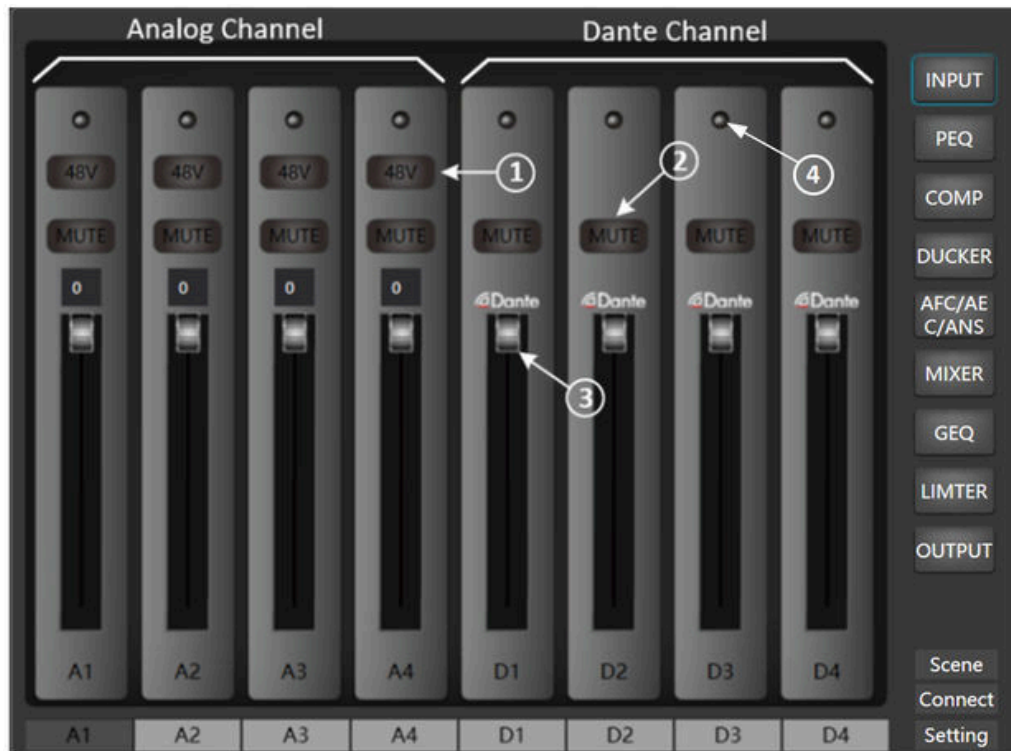 Analog Channel Dante Channel
INPUT
PEQ
COMP
DUCKER
AFC/AE
C/ANS
MIXER
GEQ
LIMTER
OUTPUT
48V 48V 48V 48V 1 2 4
MUTE MUTE MUTE MUTE MUTE MUTE MUTE MUTE
0 0 0 0 Dante Dante Dante Dante
3
A1 A2 A3 A4 D1 D2 D3 D4
Scene
Connect
A1 A2 A3 A4 D1 D2 D3 D4 Setting